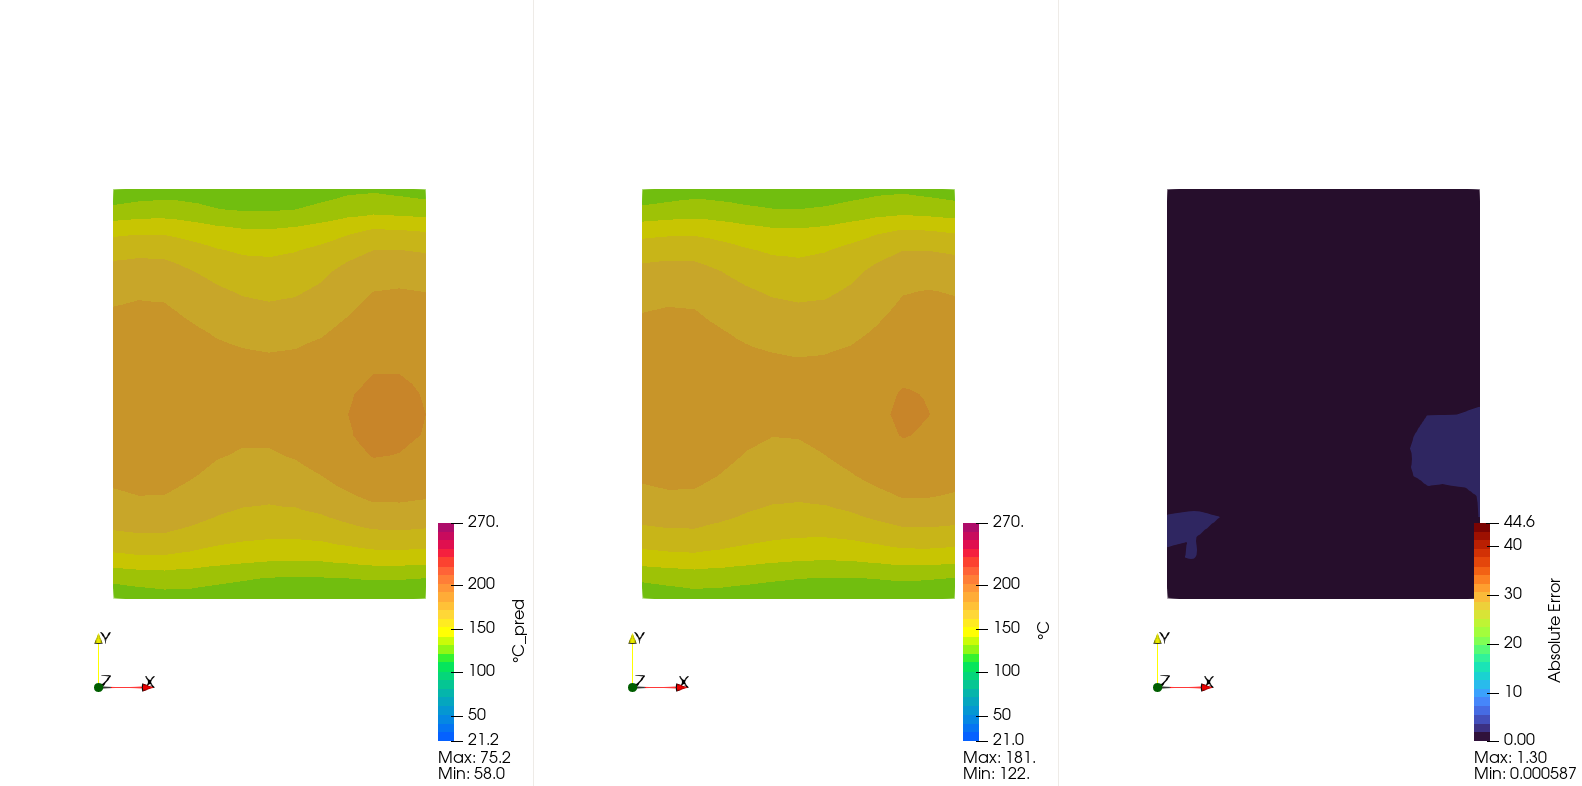 270.
200
150
100
50
21.2
°C_pred
Max: 75.2
Min: 58.0
Y
Z
X
270.
200
150
100
50
21.0
°C
Max: 181.
Min: 122.
Y
Z
X
44.6
40
30
20
10
0.00
Absolute Error
Max: 1.30
Min: 0.000587
Y
Z
X